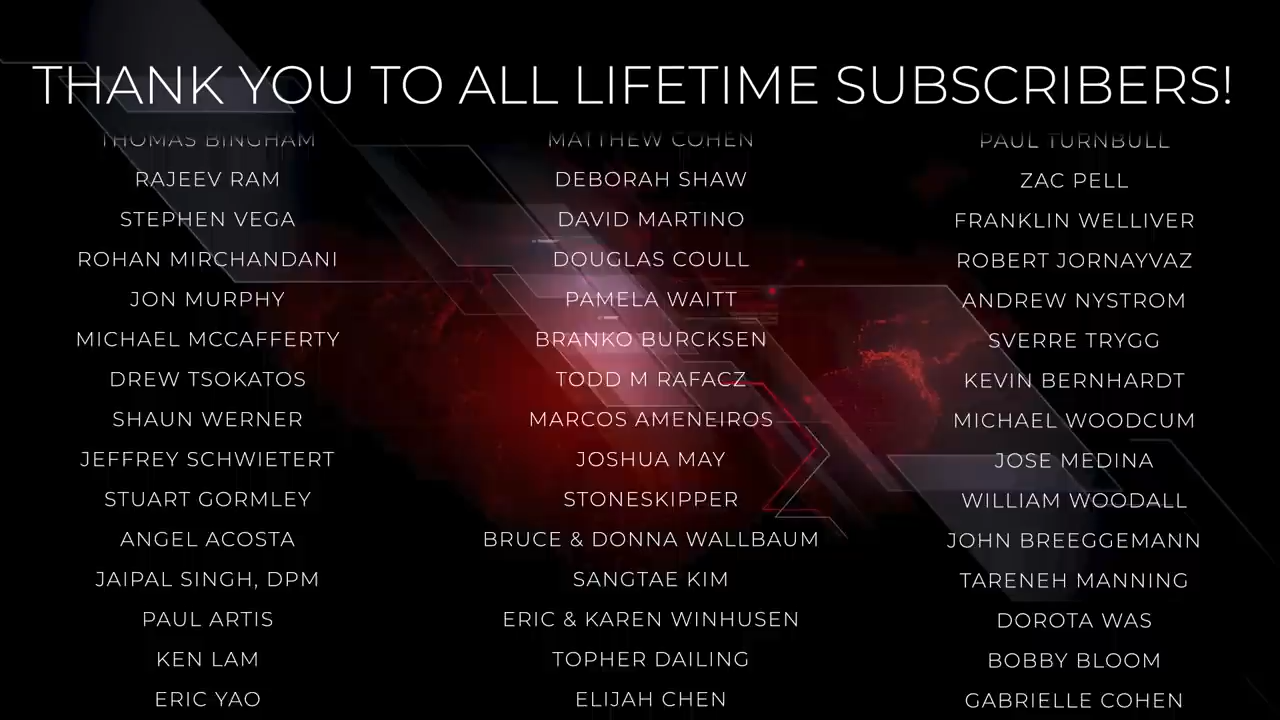 THANK YOU TO ALL LIFETIME SUBSCRIBERS!
THOMAS BINGHAM
RAJEEV RAM
STEPHEN VEGA
ROHAN MIRCHANDANI
JON MURPHY
MICHAEL MCCAFFERTY
DREW TSOKATOS
SHAUN WERNER
JEFFREY SCHWIETERT
STUART GORMLEY
ANGEL ACOSTA
JAIPAL SINGH, DPM
PAUL ARTIS
KEN LAM
ERIC YAO
MATTHEW COHEN
DEBORAH SHAW
DAVID MARTINO
DOUGLAS COULL
PAMELA WAITT
BRANKO BURCKSEN
TODD M RAFACZ
MARCOS AMENEIROS
JOSHUA MAY
STONESKIPPER
BRUCE & DONNA WALLBAUM
SANGTAE KIM
ERIC & KAREN WINHUSEN
TOPHER DAILING
ELIJAH CHEN
PAUL TURNBULL
ZAC PELL
FRANKLIN WELLIVER
ROBERT JORNAYVAZ
ANDREW NYSTROM
SVERRE TRYGG
KEVIN BERNHARDT
MICHAEL WOODCUM
JOSE MEDINA
WILLIAM WOODALL
JOHN BREEGGEMANN
TARENEH MANNING
DOROTA WAS
BOBBY BLOOM
GABRIELLE COHEN